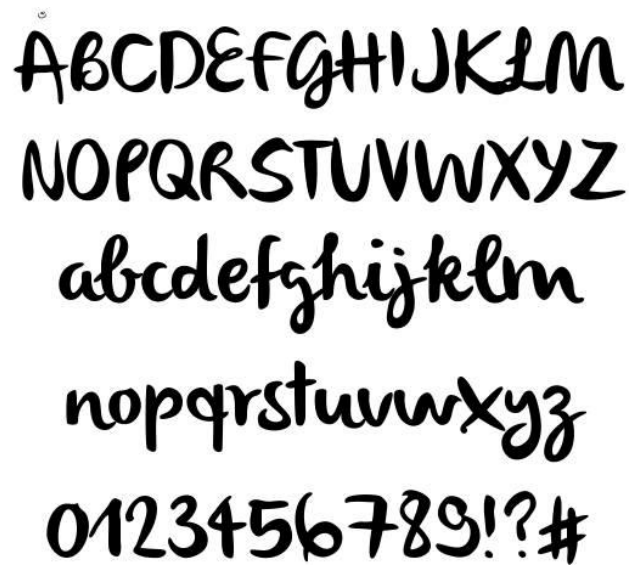 ABCDEFGHIJKLM
NOPQRSTUVWXYZ
abcdefghijklm
nopqrstuvwxyz
0123456789!?#